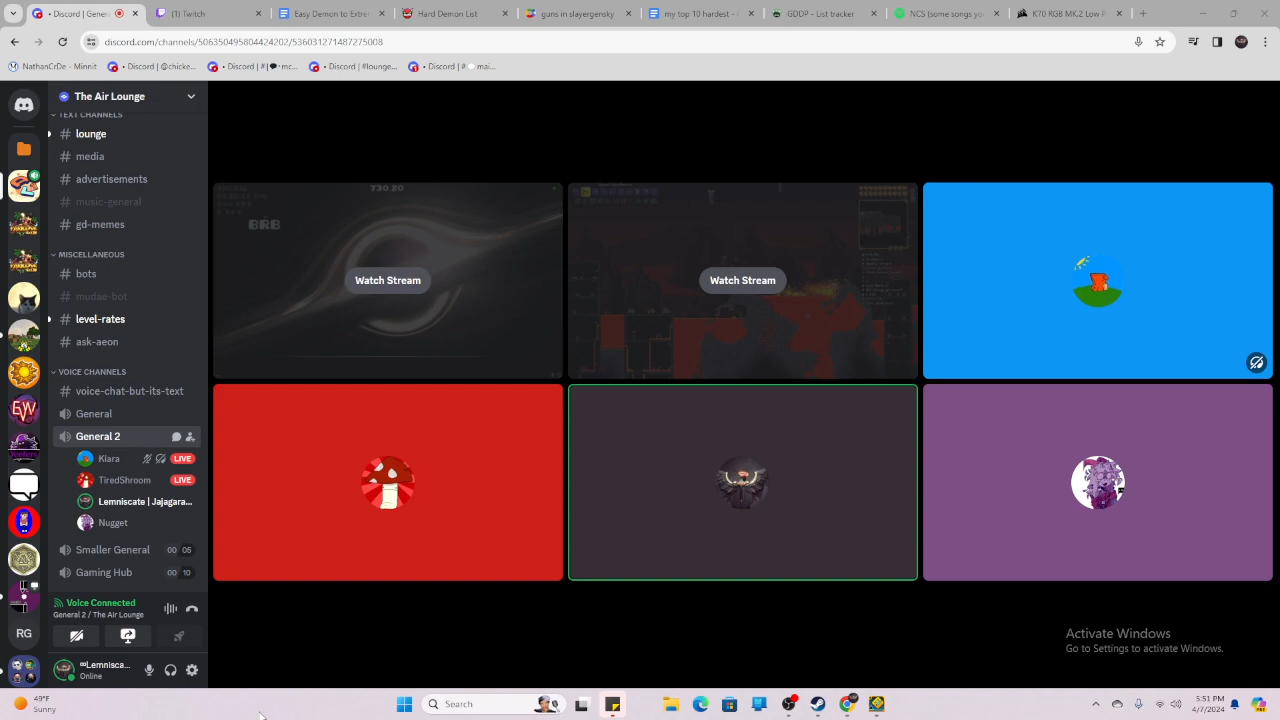 (1) Twitch
Easy Demon to Extre
Hard Demon List
guns in slayergensky
my top 10 hardest -
GDDP - List tracker
NCS (some songs yo
K70 RGB MK.2 Low P
discord.com/channels/506350495804424202/536031271487275008
NathanCrDe - Minnit
• Discord | @chicke...
• Discord | #lounge...
The Air Lounge
TEXT CHANNELS
lounge
media
advertisements
music-general
gd-memes
MISCELLANEOUS
bots
mudae-bot
level-rates
ask-aeon
VOICE CHANNELS
voice-chat-but-its-text
General
General 2
Kiara LIVE
TiredShroom LIVE
Lemniscate | Jajagara...
Nugget
Smaller General 00 05
Gaming Hub 00 10
Voice Connected
General 2 / The Air Lounge
RG
∞Lemnisca...
Online
730.80
BRB
Watch Stream
Watch Stream
EW
Activate Windows
Go to Settings to activate Windows.
49°F
Sunny
Search
5:51 PM
4/7/2024